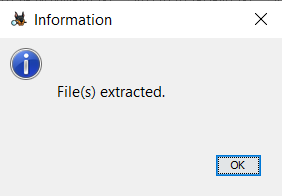 Information
File(s) extracted.
OK